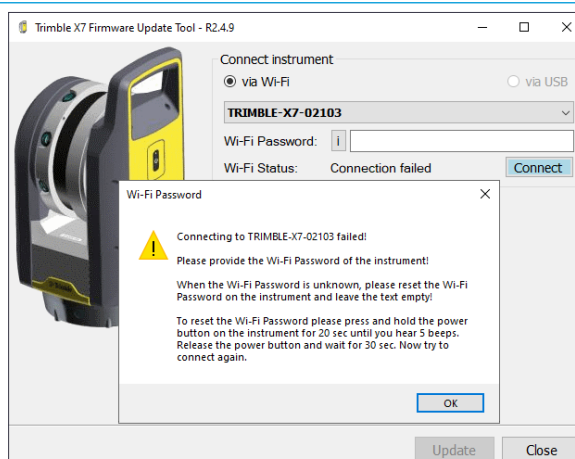 Trimble X7 Firmware Update Tool - R2.4.9
Connect instrument
via Wi-Fi
via USB
TRIMBLE-X7-02103
Wi-Fi Password:
i
Wi-Fi Status:
Connection failed
Connect
Wi-Fi Password
Connecting to TRIMBLE-X7-02103 failed!
Please provide the Wi-Fi Password of the instrument!
When the Wi-Fi Password is unknown, please reset the Wi-Fi
Password on the instrument and leave the text empty!
To reset the Wi-Fi Password please press and hold the power
button on the instrument for 20 sec until you hear 5 beeps.
Release the power button and wait for 30 sec. Now try to
connect again.
OK
Update
Close